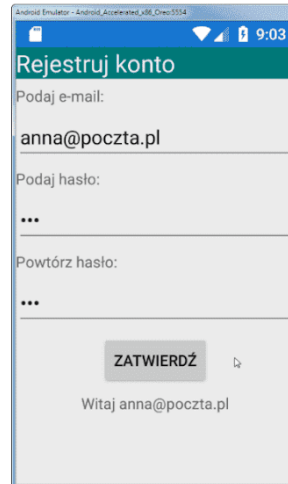 Android Emulator - Android_Accelerated_x86_Oreo:5554
9:03
Rejestruj konto
Podaj e-mail:
anna@poczta.pl
Podaj hasło:
•••
Powtórz hasło:
•••
ZATWIERDŹ
Witaj anna@poczta.pl